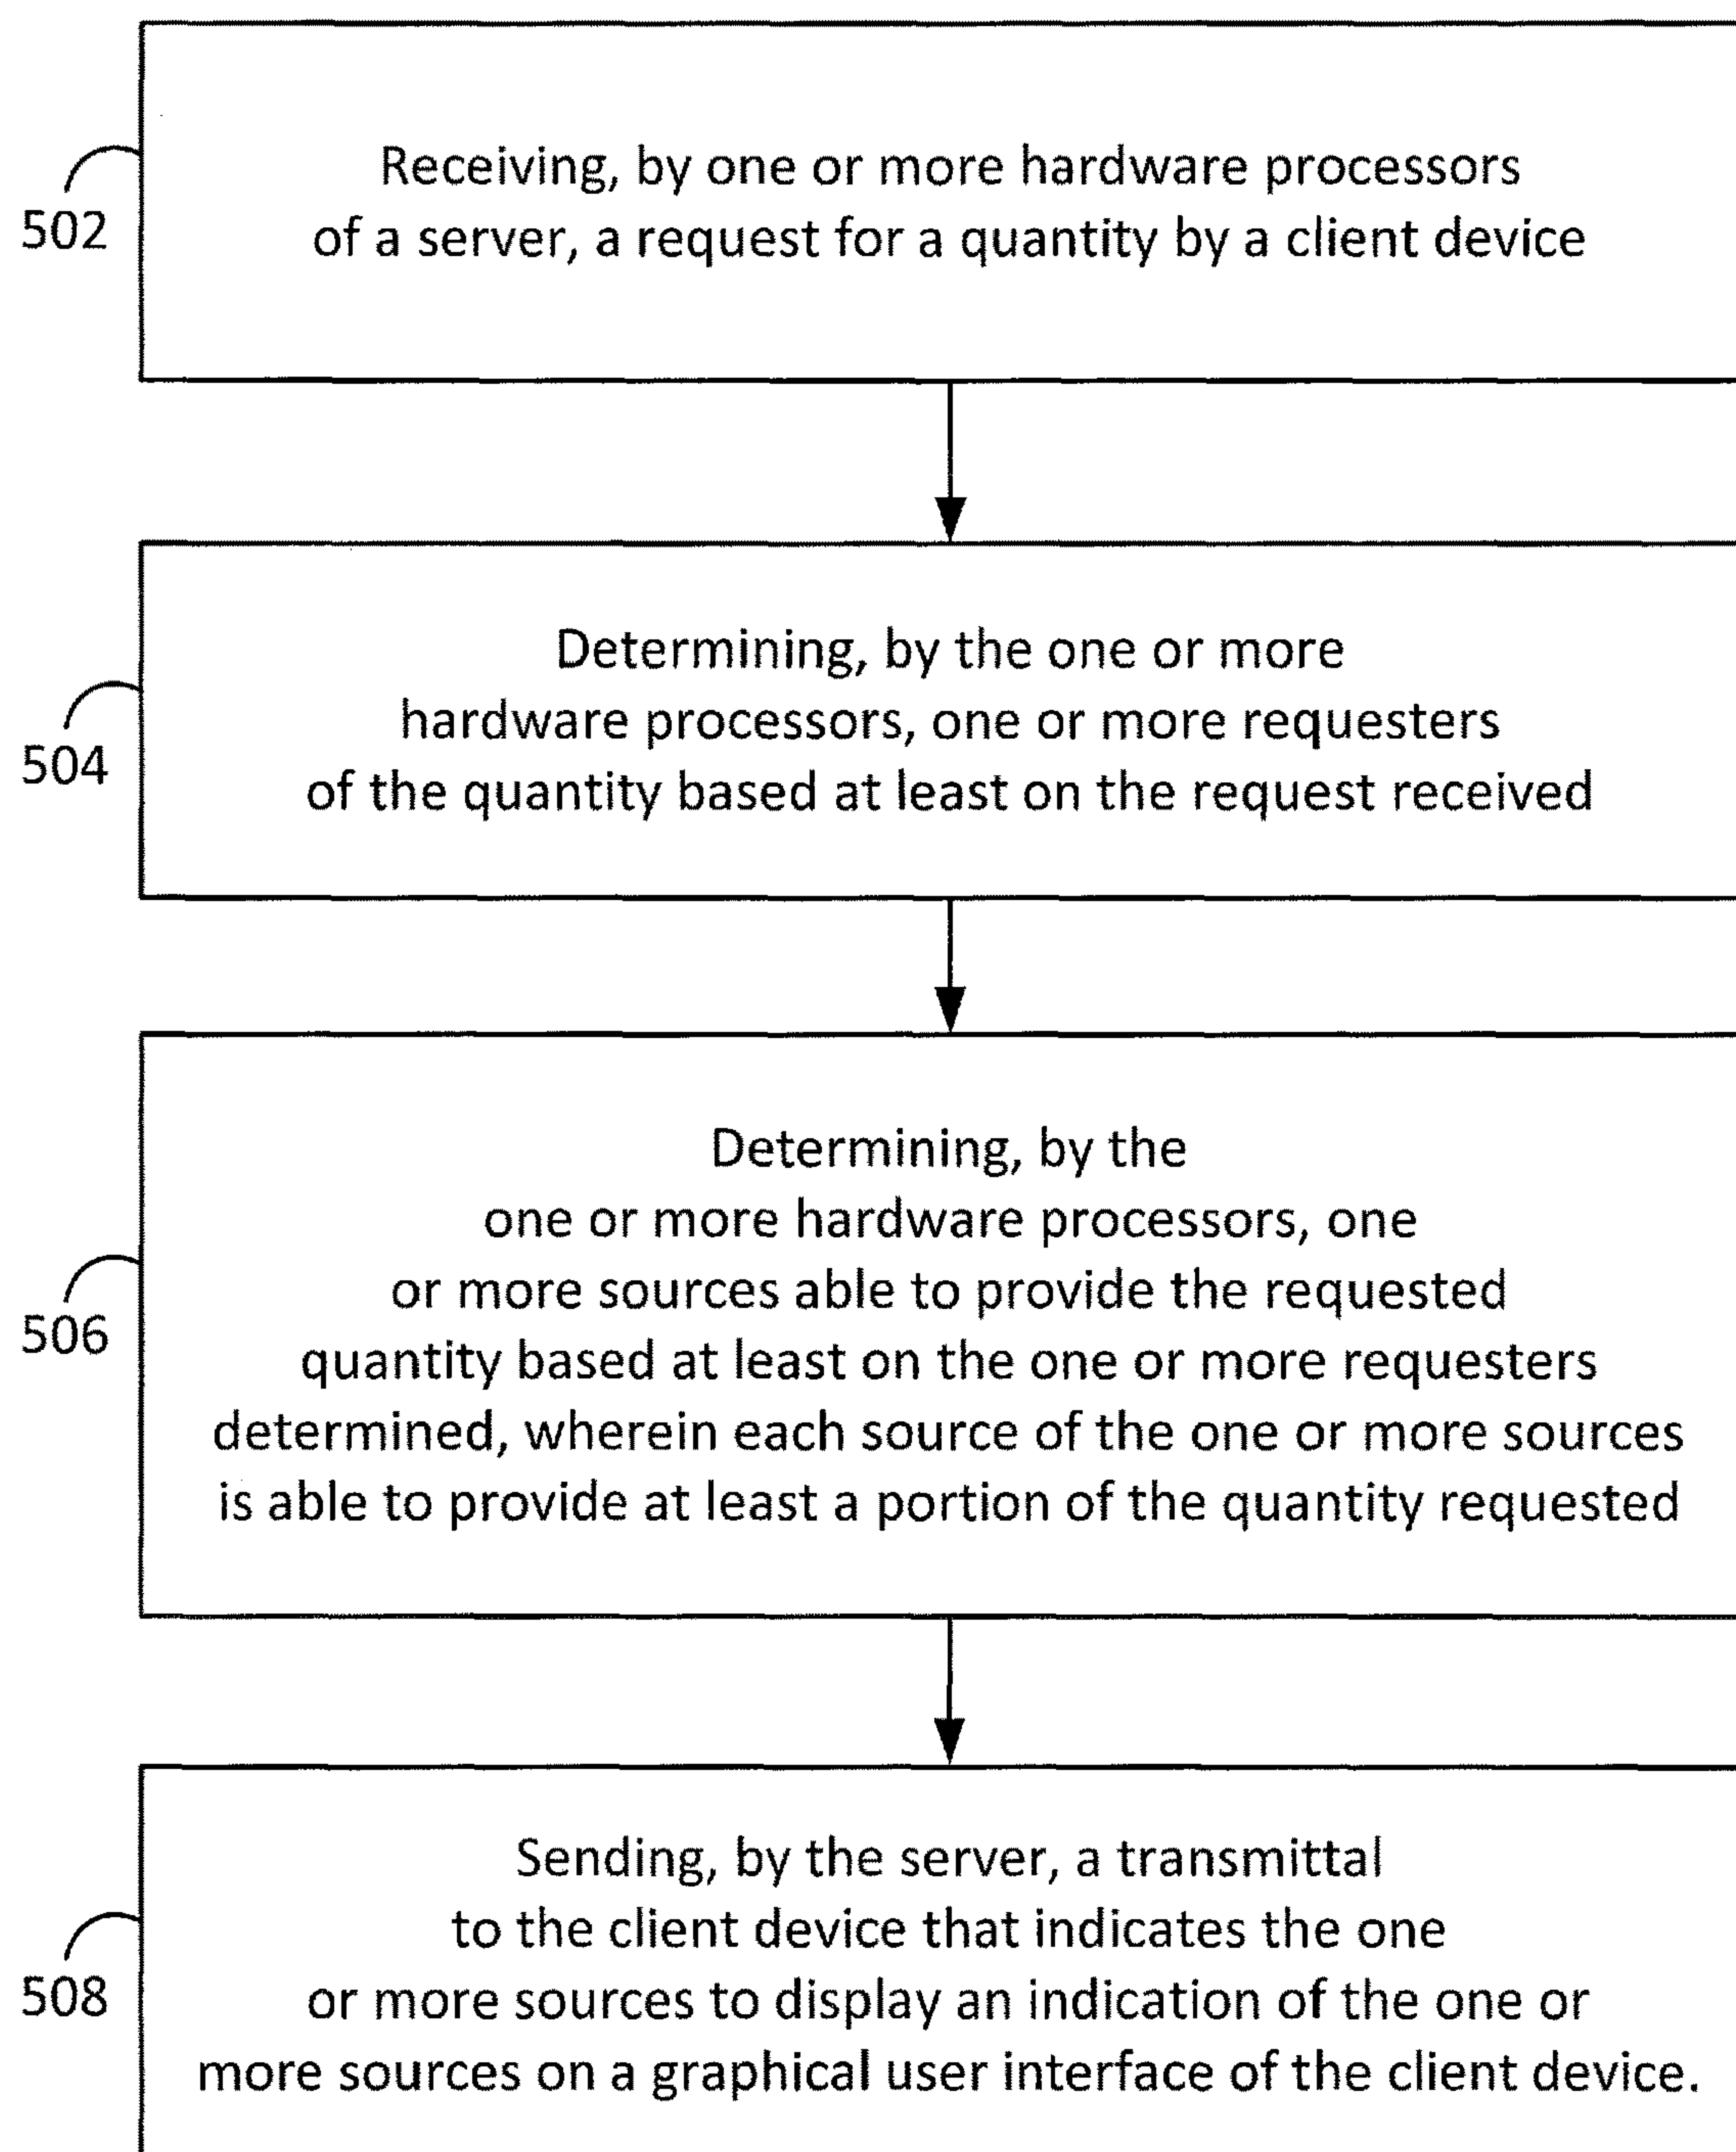 Receiving, by one or more hardware processors
of a server, a request for a quantity by a client device
502
Determining, by the one or more
hardware processors, one or more requesters
of the quantity based at least on the request received
504
Determining, by the
one or more hardware processors, one
or more sources able to provide the requested
quantity based at least on the one or more requesters
determined, wherein each source of the one or more sources
is able to provide at least a portion of the quantity requested
506
Sending, by the server, a transmittal
to the client device that indicates the one
or more sources to display an indication of the one or
more sources on a graphical user interface of the client device.
508